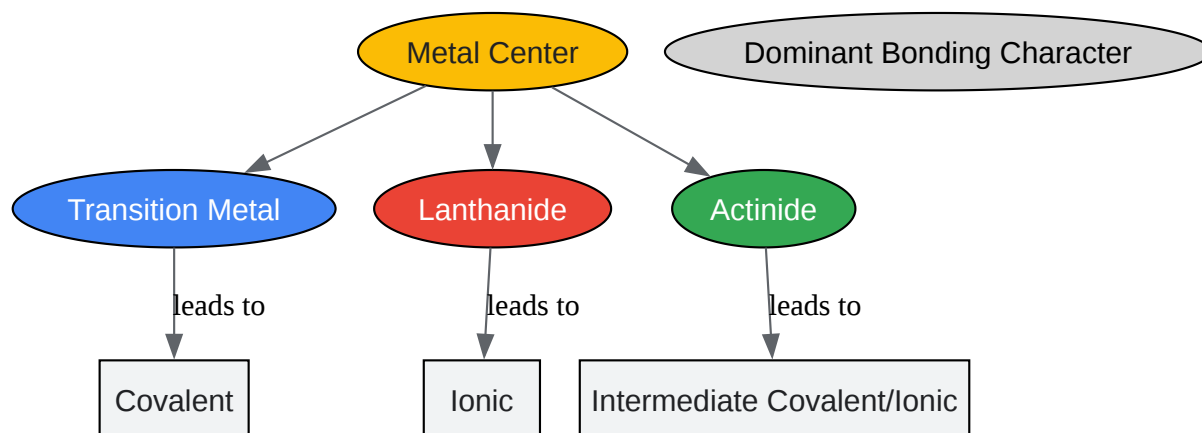 Metal Center
Dominant Bonding Character
Transition Metal
Lanthanide
Actinide
leads to
leads to
leads to
Covalent
Ionic
Intermediate Covalent/Ionic